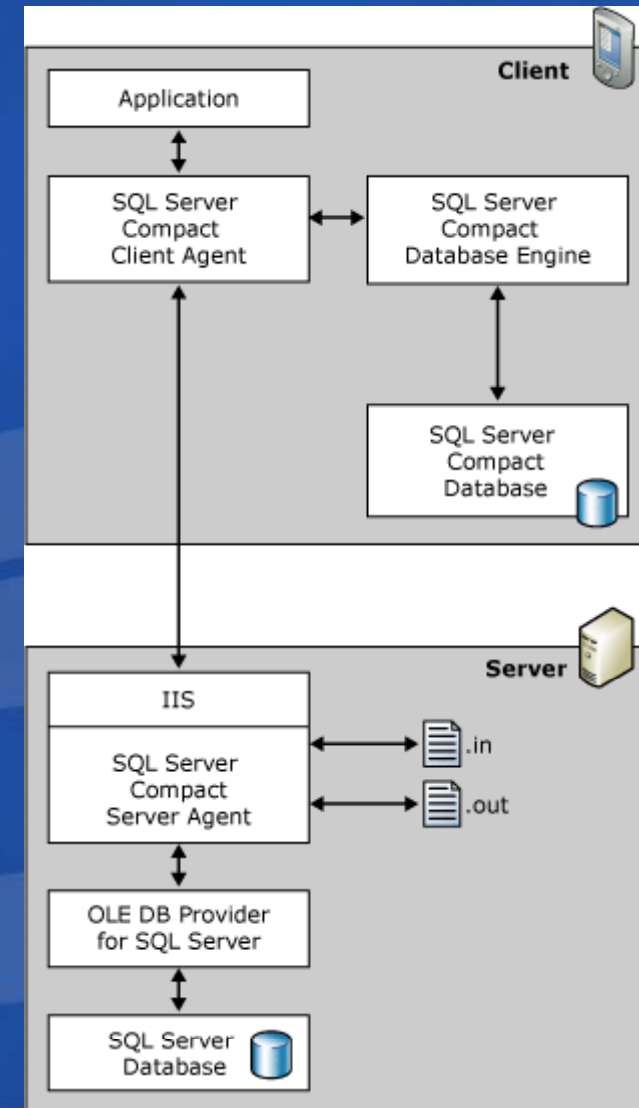 Client
Application
SQL Server
Compact
Client Agent
SQL Server
Compact
Database Engine
SQL Server
Compact
Database
Server
IIS
SQL Server
Compact
Server Agent
.in
.out
OLE DB Provider
for SQL Server
SQL Server
Database